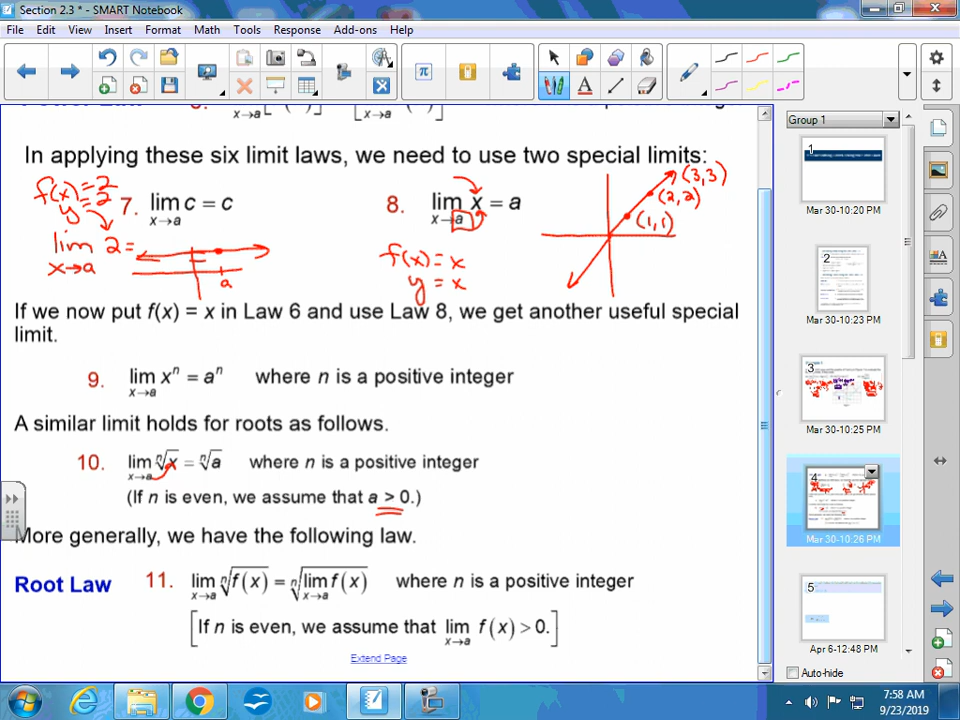 Section 2.3 * - SMART Notebook
File Edit View Insert Format Math Tools Response Add-ons Help
x→a [ ] [x→a ]
In applying these six limit laws, we need to use two special limits:
f(x)=2
y=2
7. lim c = c
x→a
lim 2=
x→a
a
8. lim x = a
x→a
f(x)=x
y=x
(3,3)
(2,2)
(1,1)
If we now put f(x) = x in Law 6 and use Law 8, we get another useful special
limit.
9. lim xⁿ = aⁿ where n is a positive integer
x→a
A similar limit holds for roots as follows.
10. lim ⁿ√x = ⁿ√a where n is a positive integer
x→a
(If n is even, we assume that a > 0.)
More generally, we have the following law.
Root Law 11. lim ⁿ√f(x) = ⁿ√lim f(x) where n is a positive integer
x→a x→a
[If n is even, we assume that lim f(x) > 0.]
x→a
Extend Page
Group 1
1
Mar 30-10:20 PM
2
Mar 30-10:23 PM
3
Mar 30-10:25 PM
4
Mar 30-10:26 PM
5
Apr 6-12:48 PM
Auto-hide
7:58 AM
9/23/2019